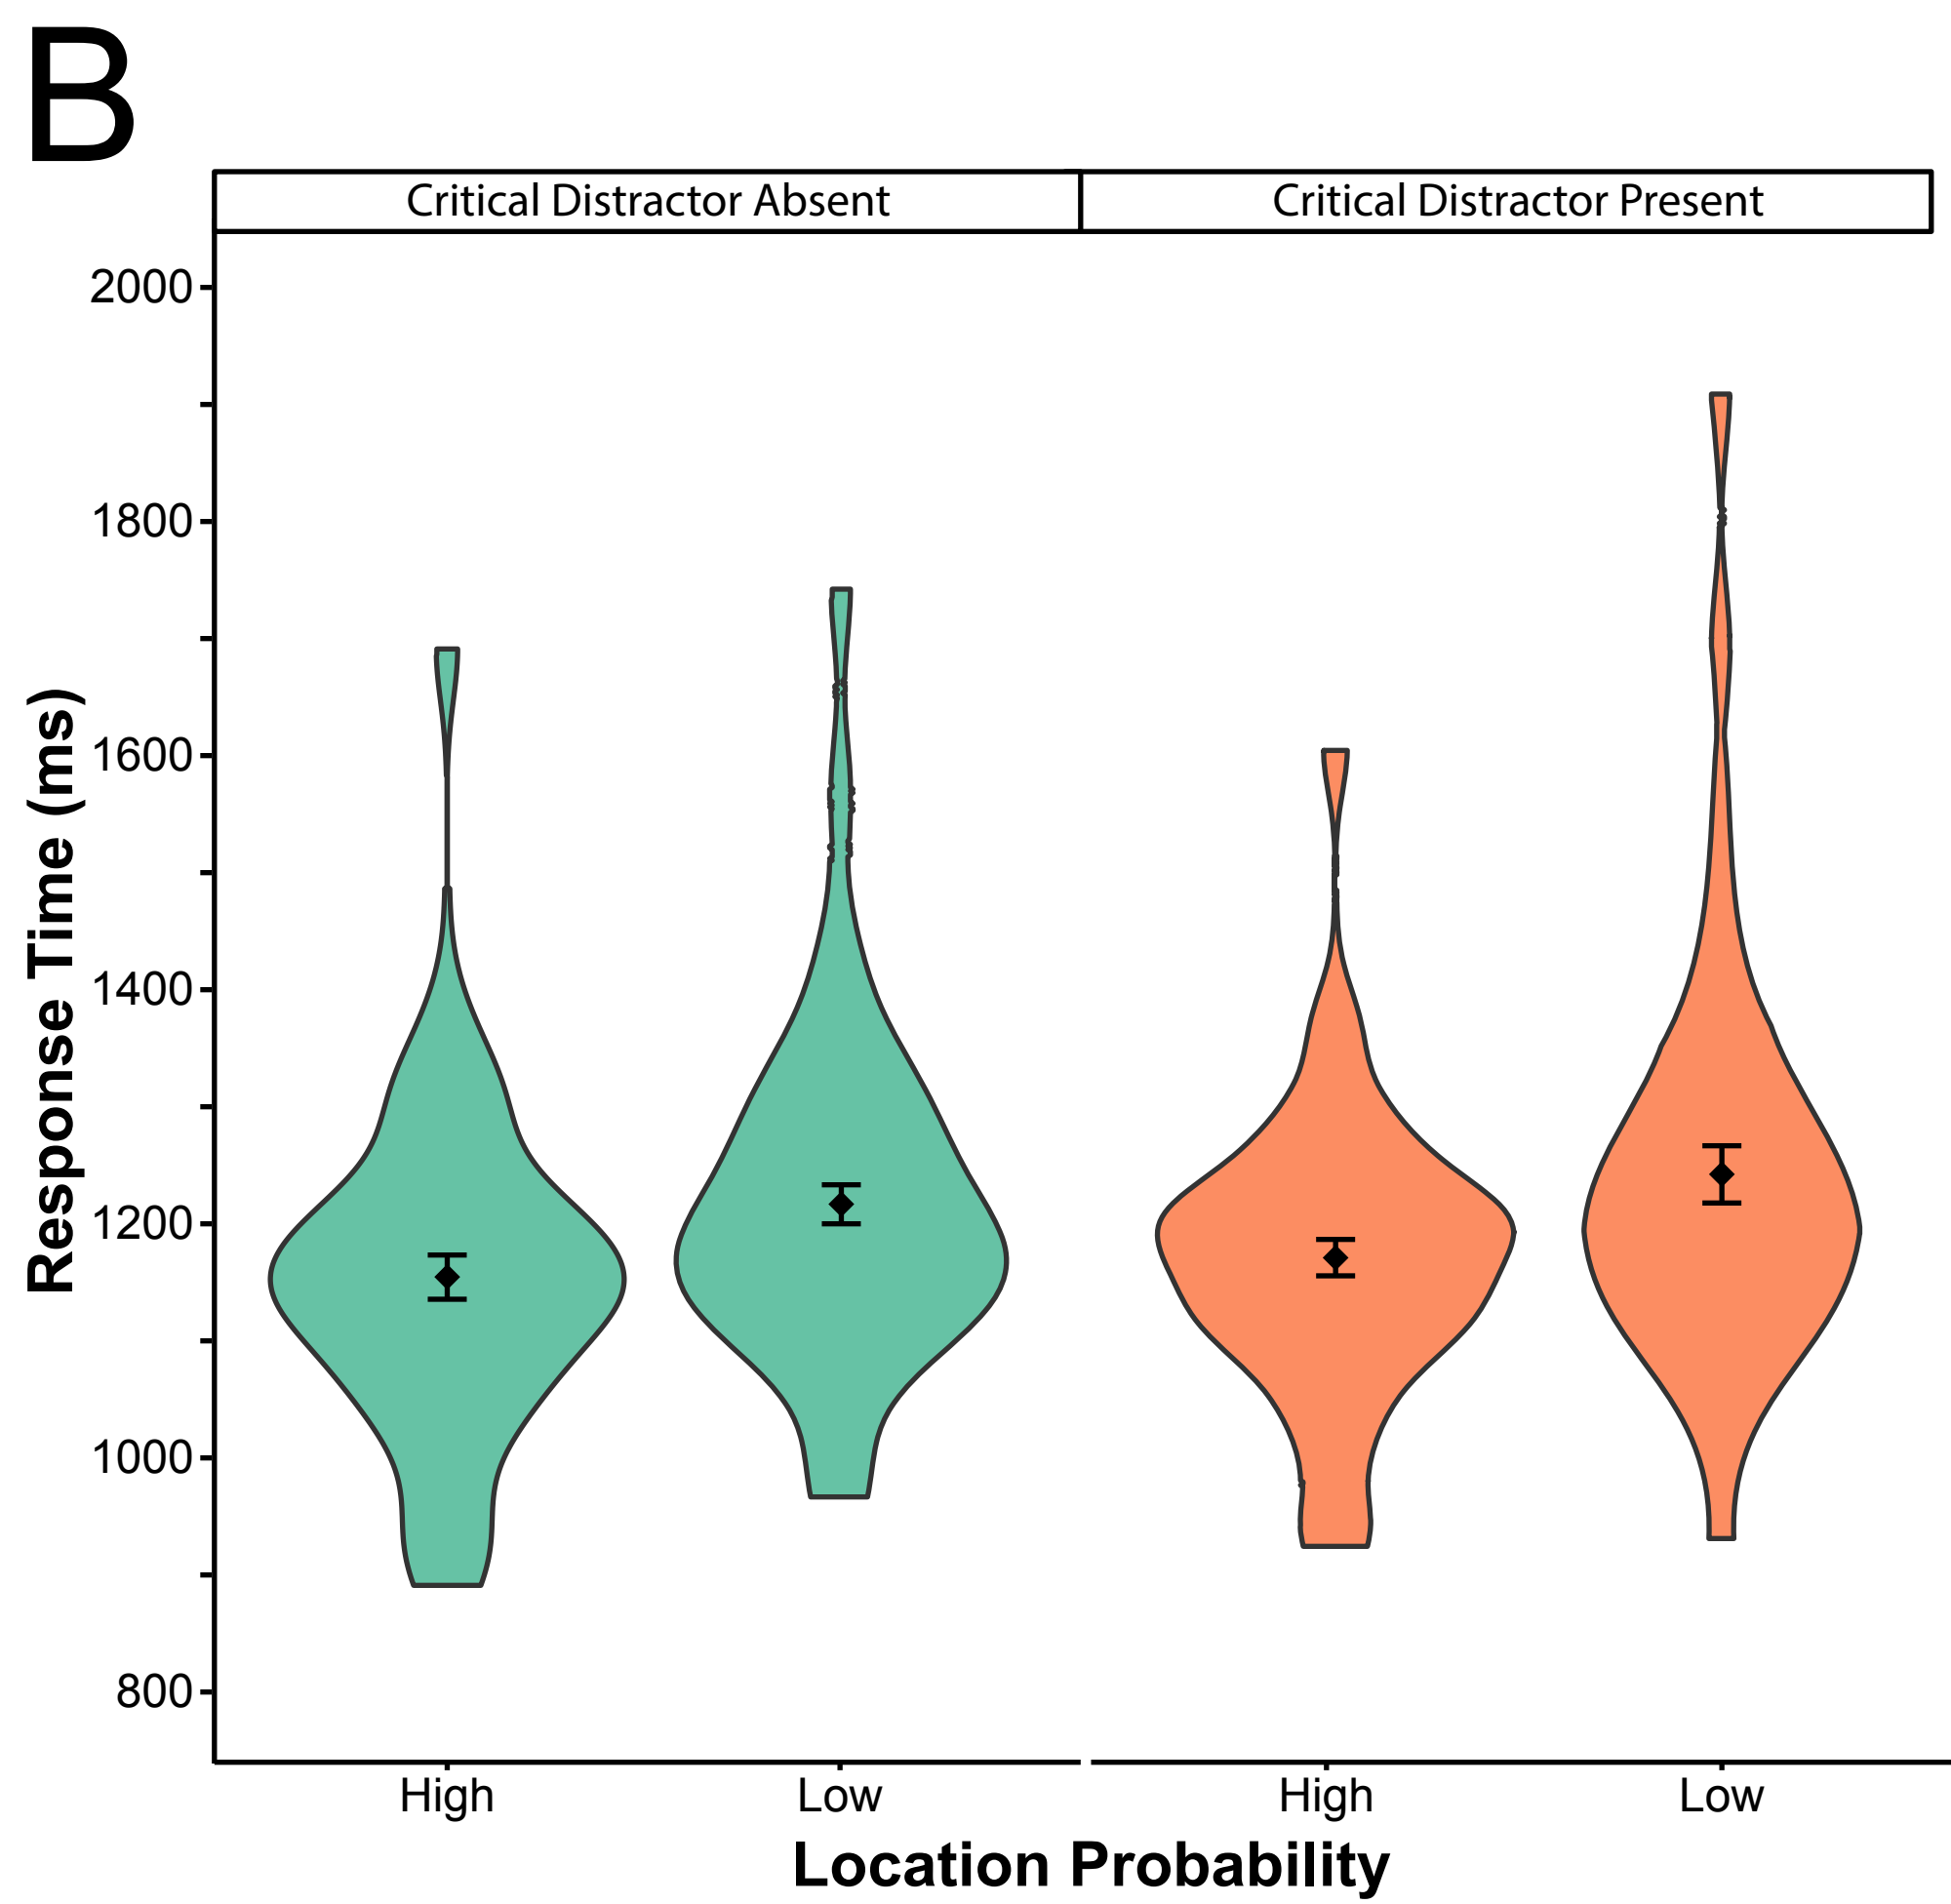 B
Critical Distractor Absent
Critical Distractor Present
2000
1800
1600
1400
1200
1000
800
Response Time (ms)
High
Low
High
Low
Location Probability